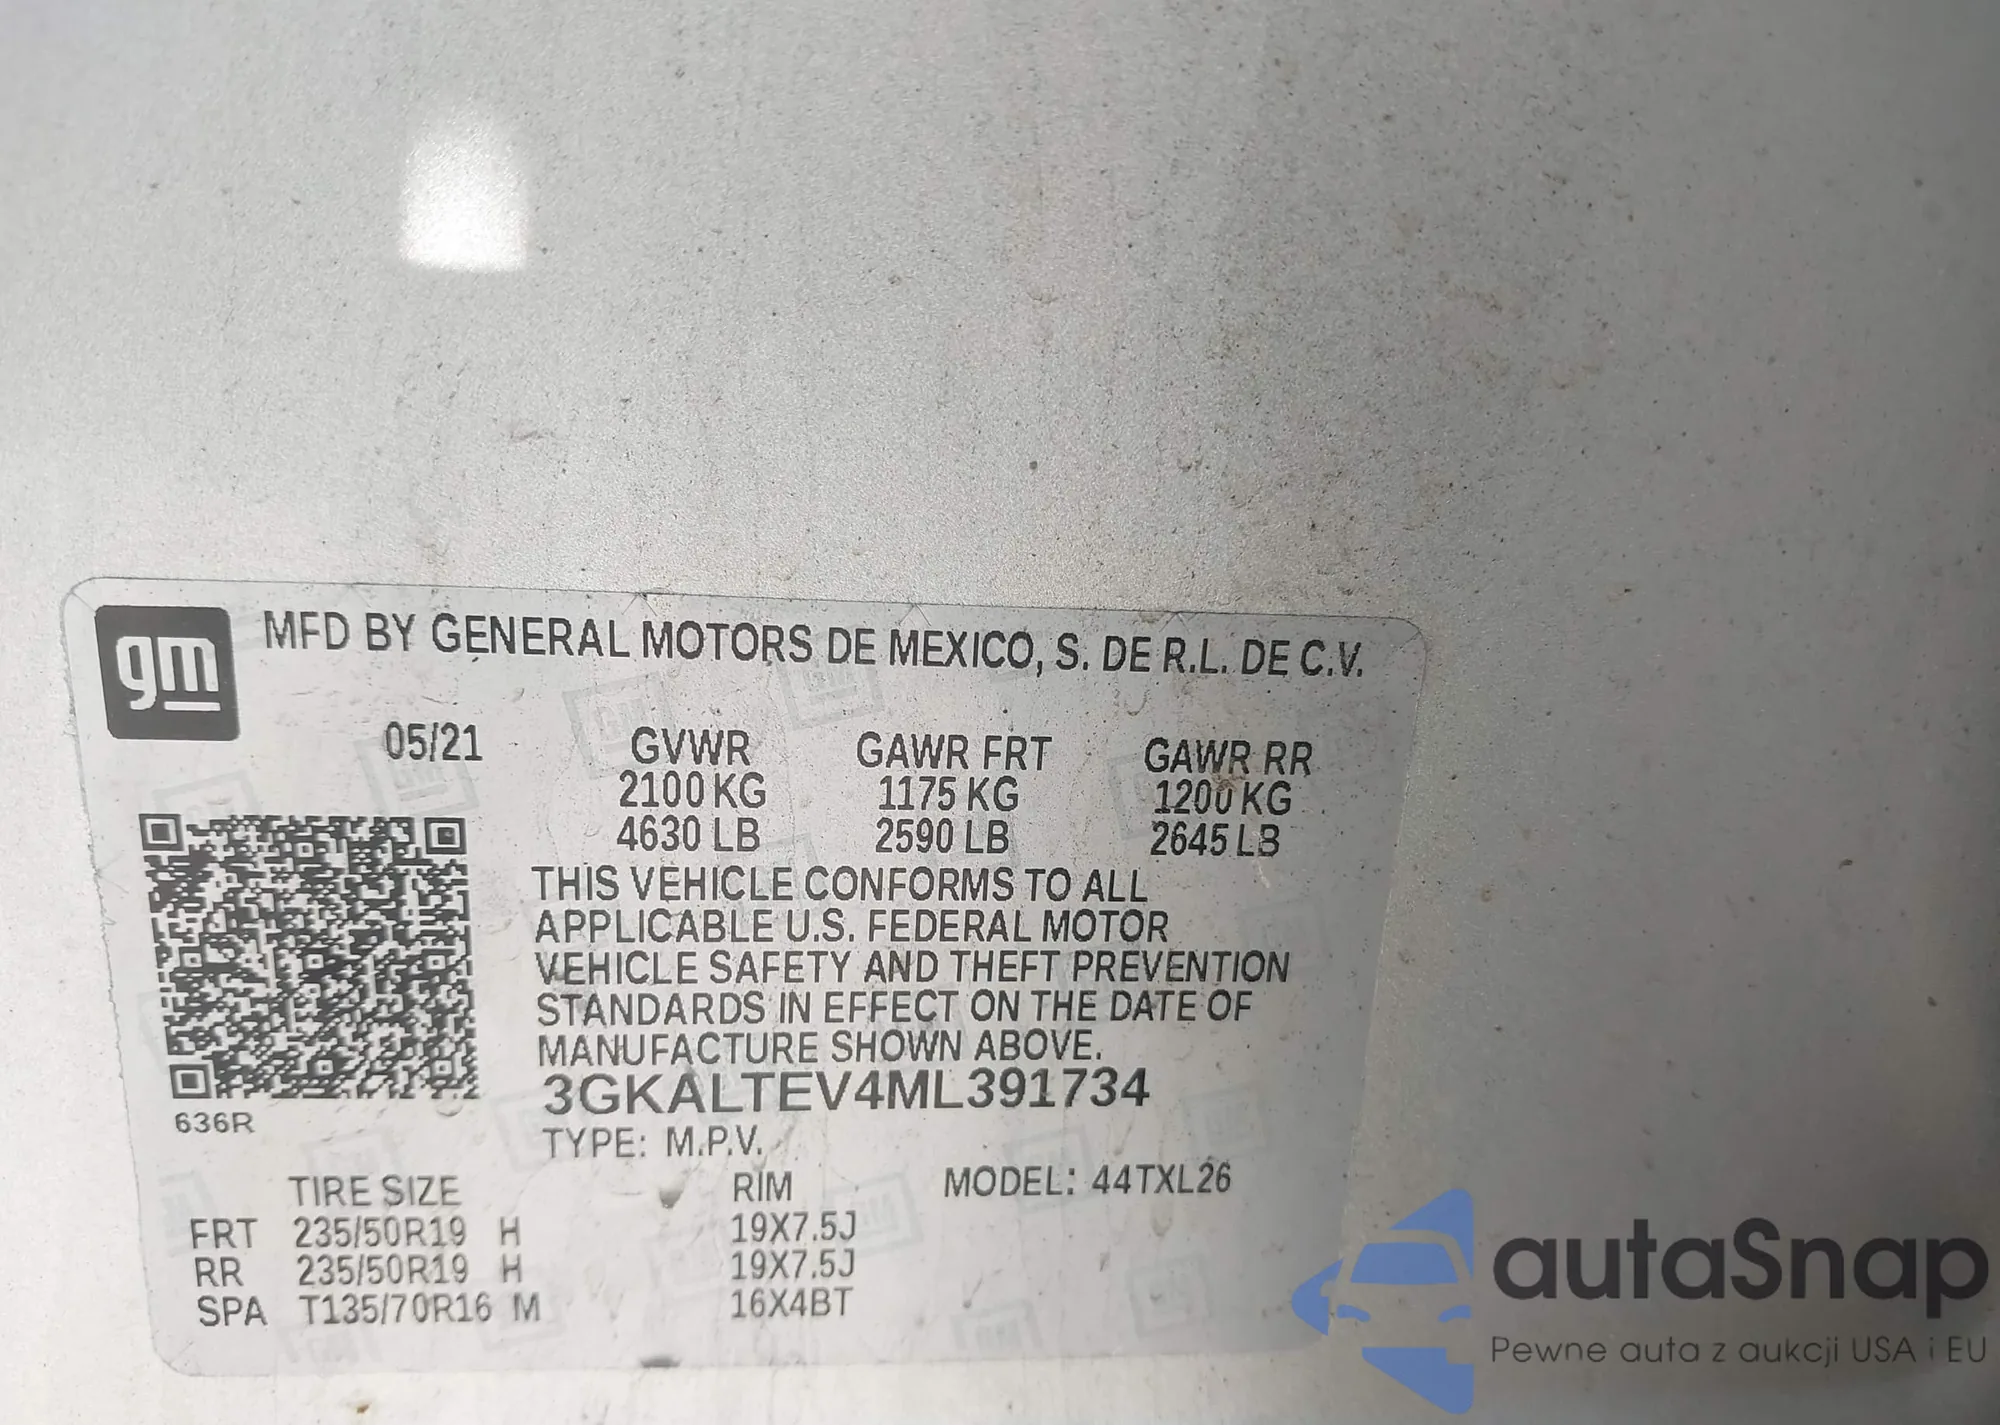 gm
MFD BY GENERAL MOTORS DE MEXICO, S. DE R.L. DE C.V.
05/21 GVWR GAWR FRT GAWR RR
2100 KG 1175 KG 1200 KG
4630 LB 2590 LB 2645 LB
THIS VEHICLE CONFORMS TO ALL
APPLICABLE U.S. FEDERAL MOTOR
VEHICLE SAFETY AND THEFT PREVENTION
STANDARDS IN EFFECT ON THE DATE OF
MANUFACTURE SHOWN ABOVE.
3GKALTEV4ML391734
636R
TYPE: M.P.V.
TIRE SIZE RIM MODEL: 44TXL26
FRT 235/50R19 H 19X7.5J
RR 235/50R19 H 19X7.5J
SPA T135/70R16 M 16X4BT
autaSnap
Pewne auta z aukcji USA i EU